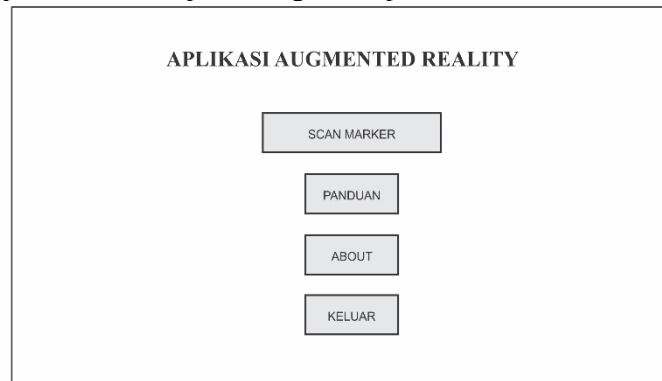 APLIKASI AUGMENTED REALITY
SCAN MARKER
PANDUAN
ABOUT
KELUAR